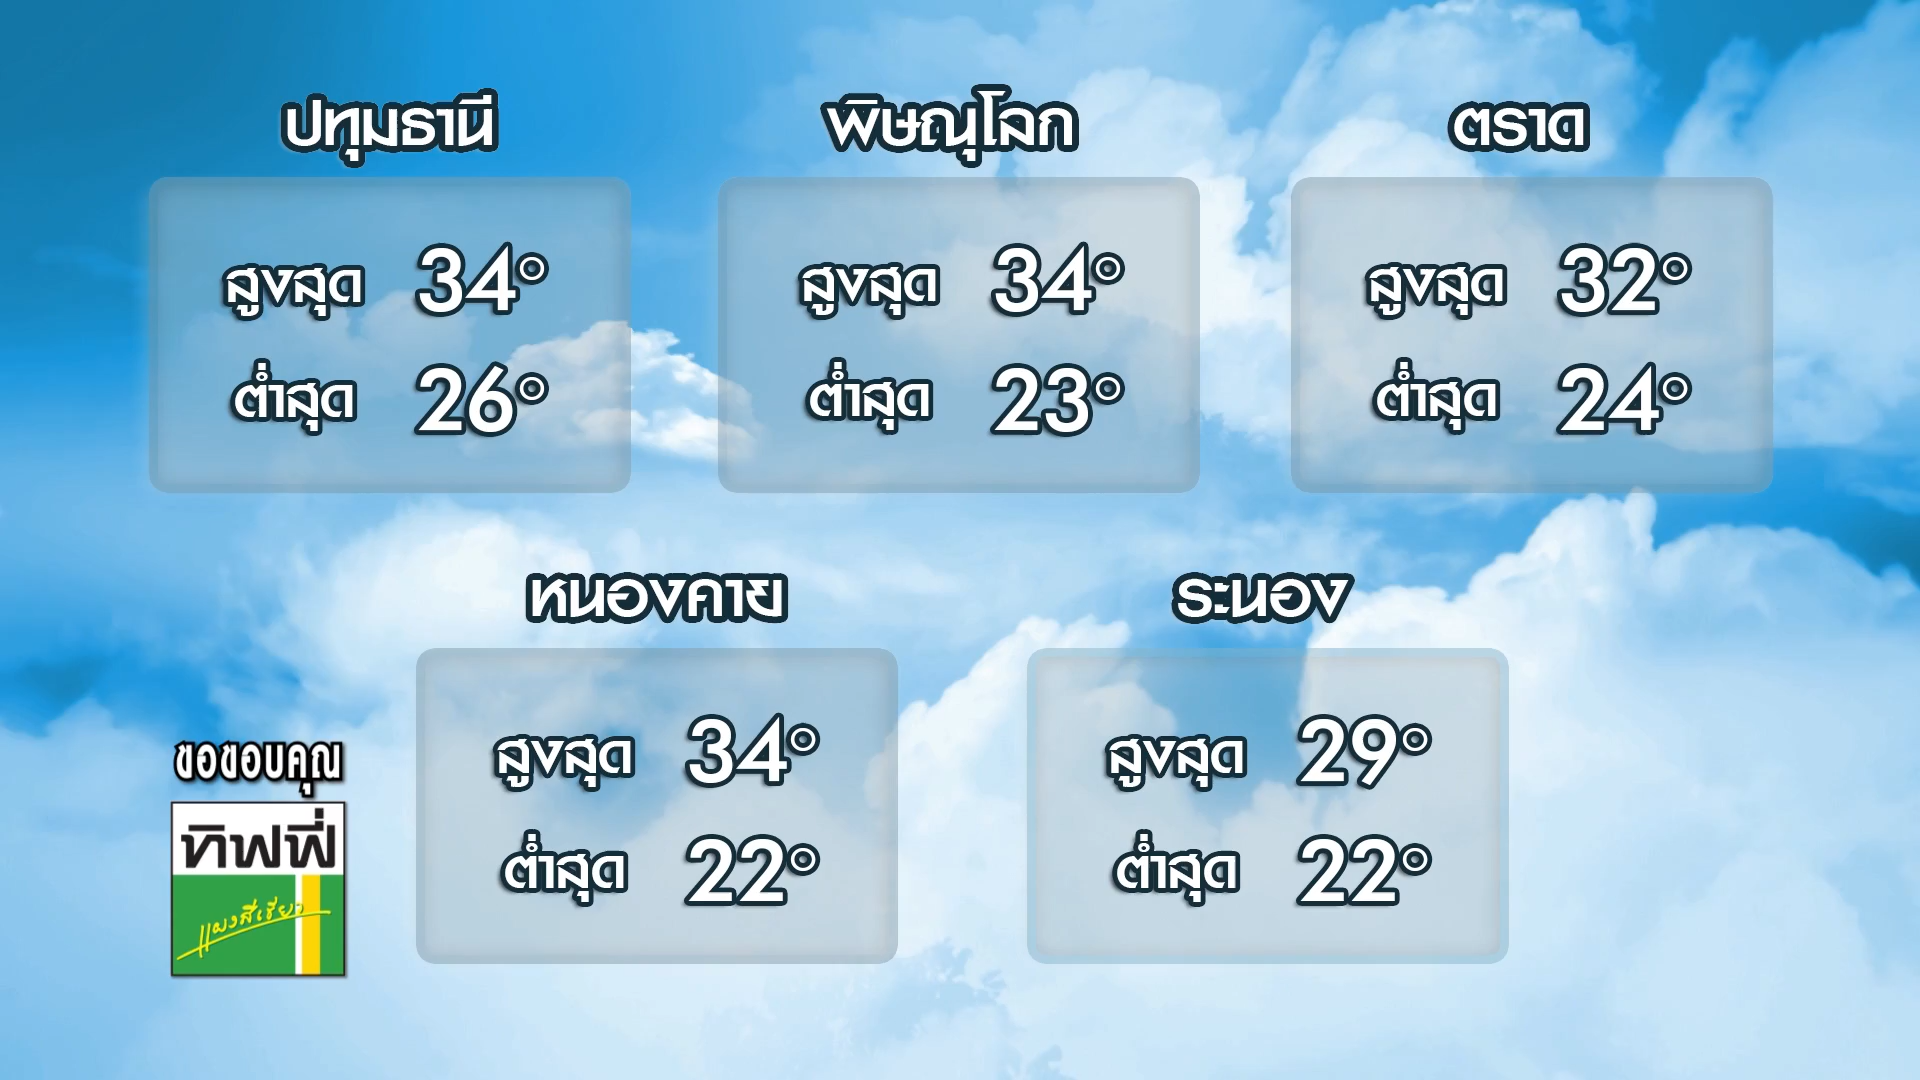 ปทุมธานี
สูงสุด 34°
ต่ำสุด 26°
พิษณุโลก
สูงสุด 34°
ต่ำสุด 23°
ตราด
สูงสุด 32°
ต่ำสุด 24°
หนองคาย
สูงสุด 34°
ต่ำสุด 22°
ระนอง
สูงสุด 29°
ต่ำสุด 22°
ขอขอบคุณ
ทิฟฟี่
แผงสีเขียว